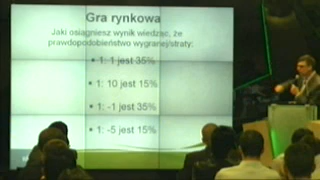 Gra rynkowa
Jaki osiągniesz wynik wiedząc, że
prawdopodobieństwo wygranej/straty:
• 1: 1 jest 35%
• 1: 10 jest 15%
• 1: -1 jest 35%
• 1: -5 jest 15%